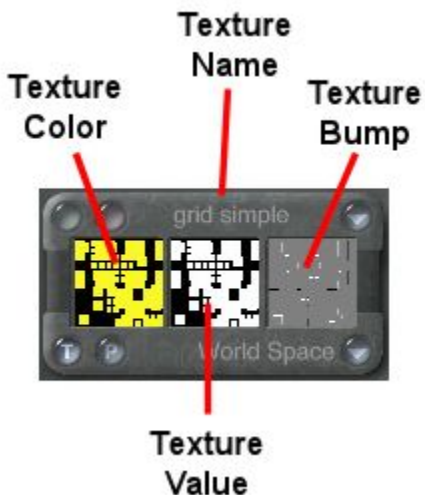 Texture
Name
Texture
Color
Texture
Bump
grid simple
T P World Space
Texture
Value